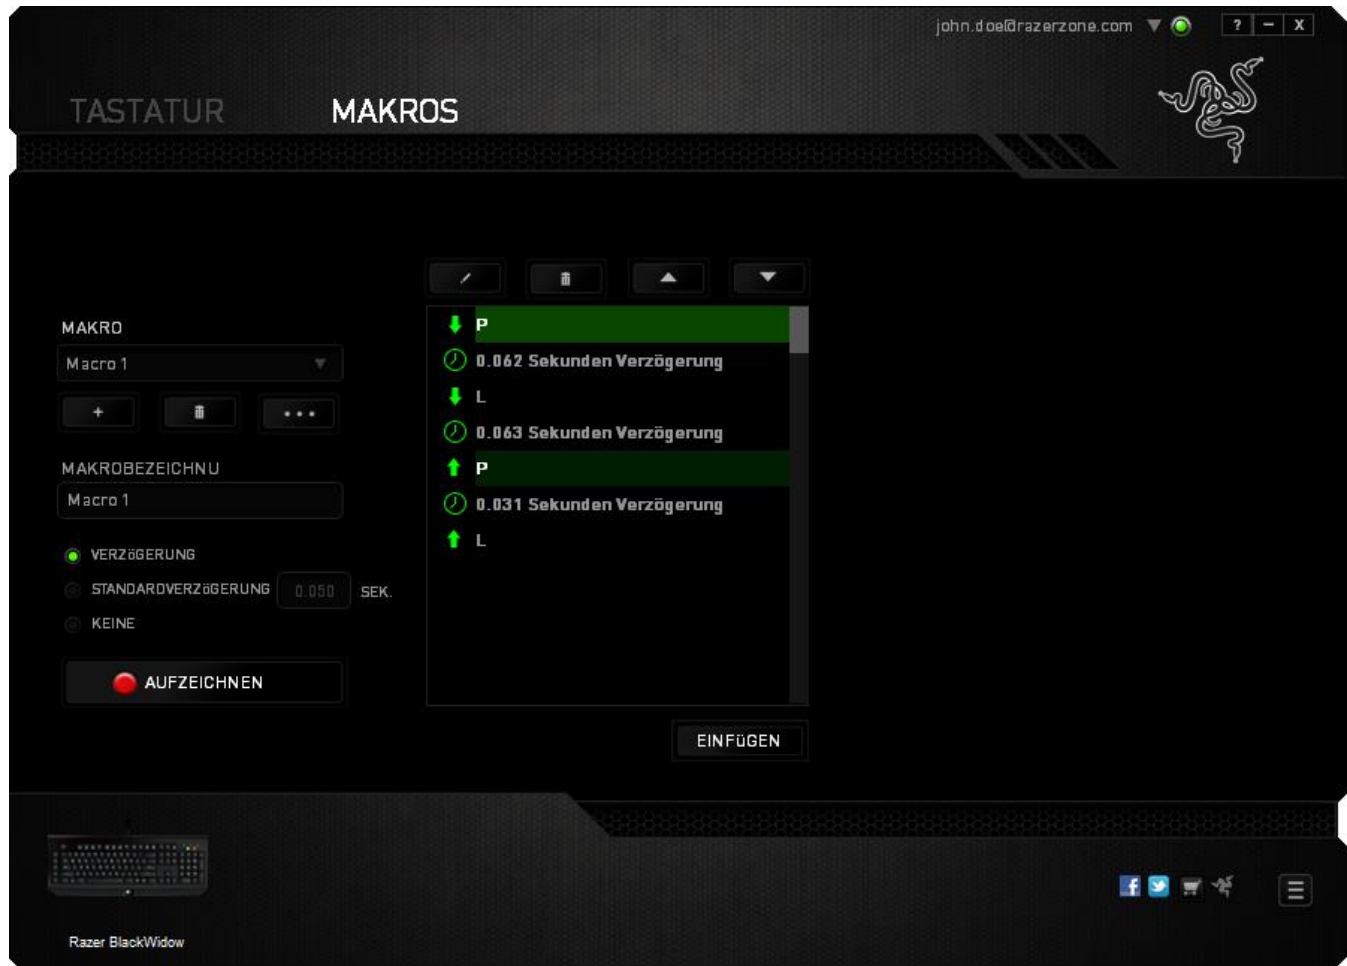 john.doe@razerzone.com
? – X
TASTATUR MAKROS
MAKRO
Macro 1
+
...
MAKROBEZEICHNU
Macro 1
VERZöGERUNG
STANDARDVERZöGERUNG 0.050 SEK.
KEINE
AUFZEICHNEN
P
0.062 Sekunden Verzögerung
L
0.063 Sekunden Verzögerung
P
0.031 Sekunden Verzögerung
L
EINFüGEN
Razer BlackWidow